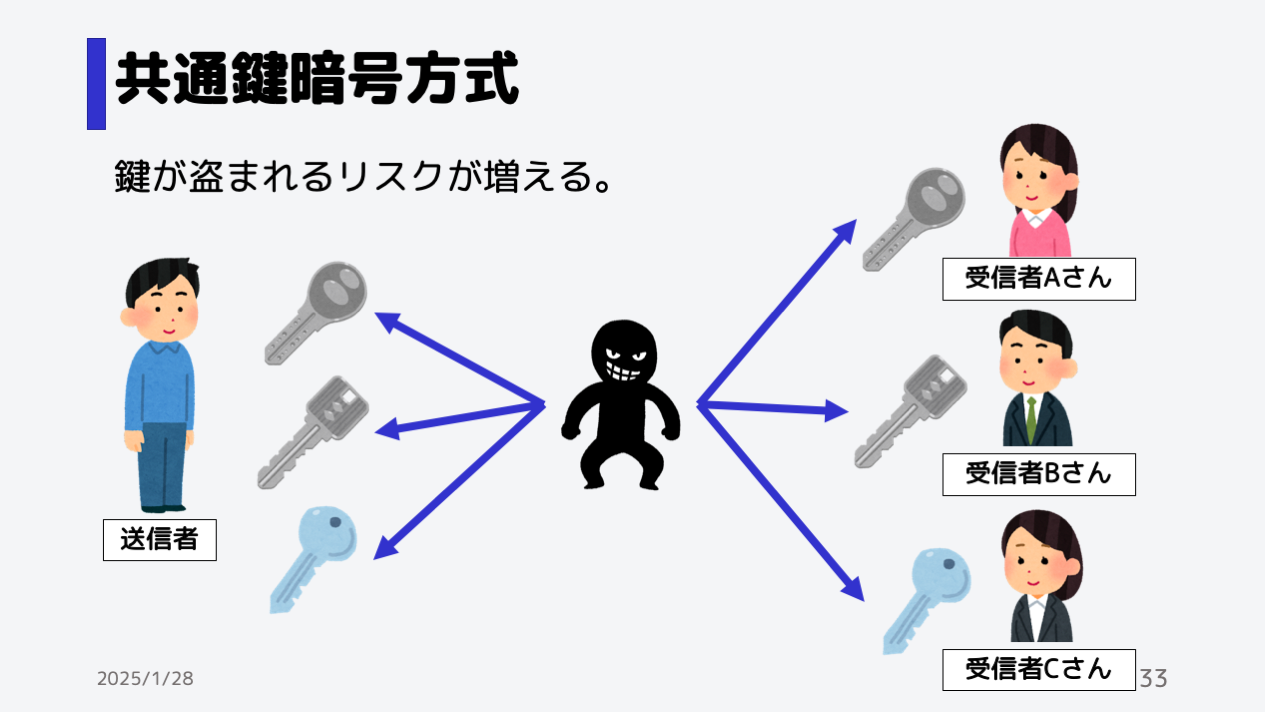 共通鍵暗号方式
鍵が盗まれるリスクが増える。
受信者Aさん
受信者Bさん
送信者
受信者Cさん
2025/1/28
33